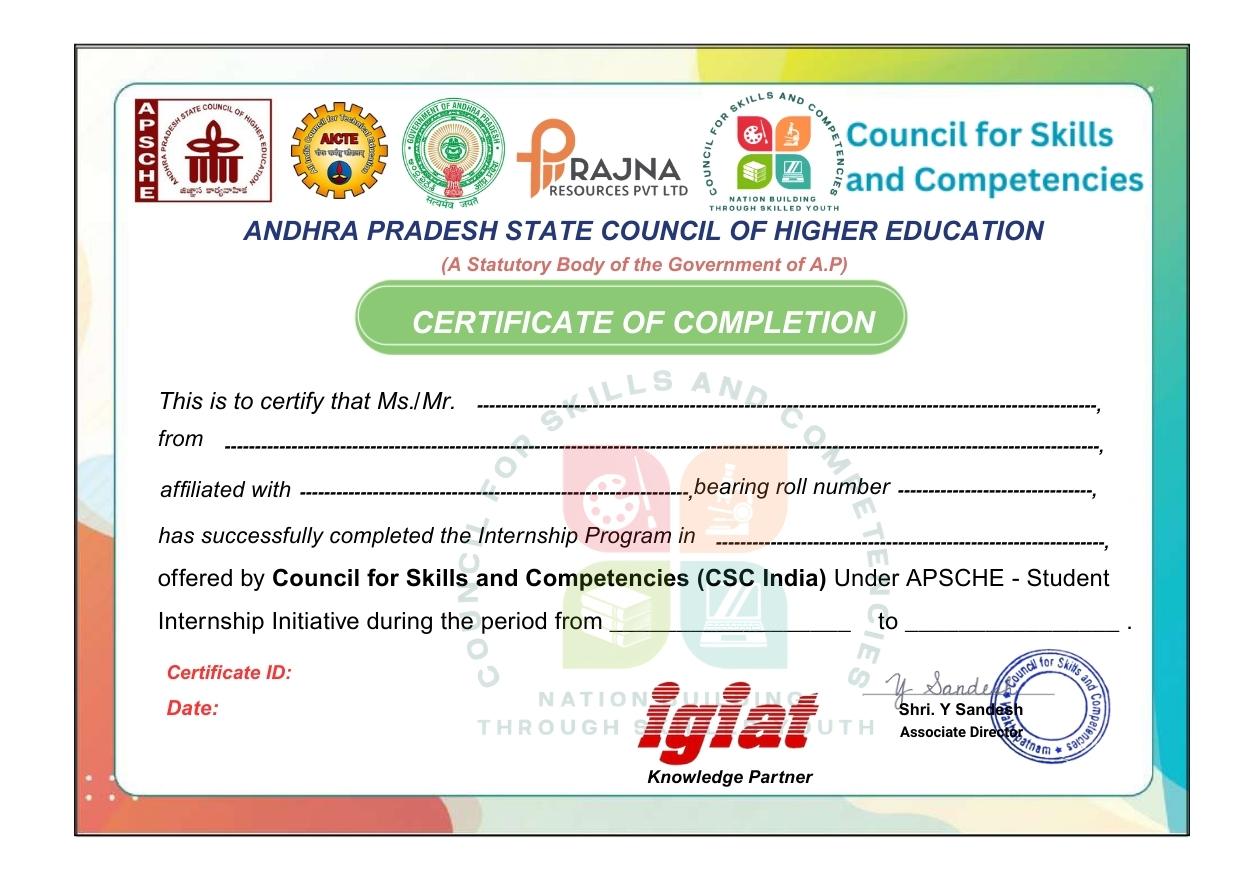 APSCHE
ANDHRA PRADESH STATE COUNCIL OF HIGHER EDUCATION
All India Council for Technical Education
AICTE
GOVERNMENT OF ANDHRA PRADESH
सत्यमेव जयते
PRAJNA
RESOURCES PVT LTD
COUNCIL FOR SKILLS AND COMPETENCIES
NATION BUILDING
THROUGH SKILLED YOUTH
Council for Skills
and Competencies
ANDHRA PRADESH STATE COUNCIL OF HIGHER EDUCATION
(A Statutory Body of the Government of A.P)
CERTIFICATE OF COMPLETION
This is to certify that Ms./Mr. ,
from ,
affiliated with , bearing roll number ,
has successfully completed the Internship Program in ,
offered by Council for Skills and Competencies (CSC India) Under APSCHE - Student
Internship Initiative during the period from __________________ to ________________ .
COUNCIL FOR SKILLS AND COMPETENCIES
NATION BUILDING
THROUGH SKILLED YOUTH
Certificate ID:
Date:
igiat
Knowledge Partner
Y Sandesh
Shri. Y Sandesh
Associate Director
Council for Skills and Competencies
Visakhapatnam